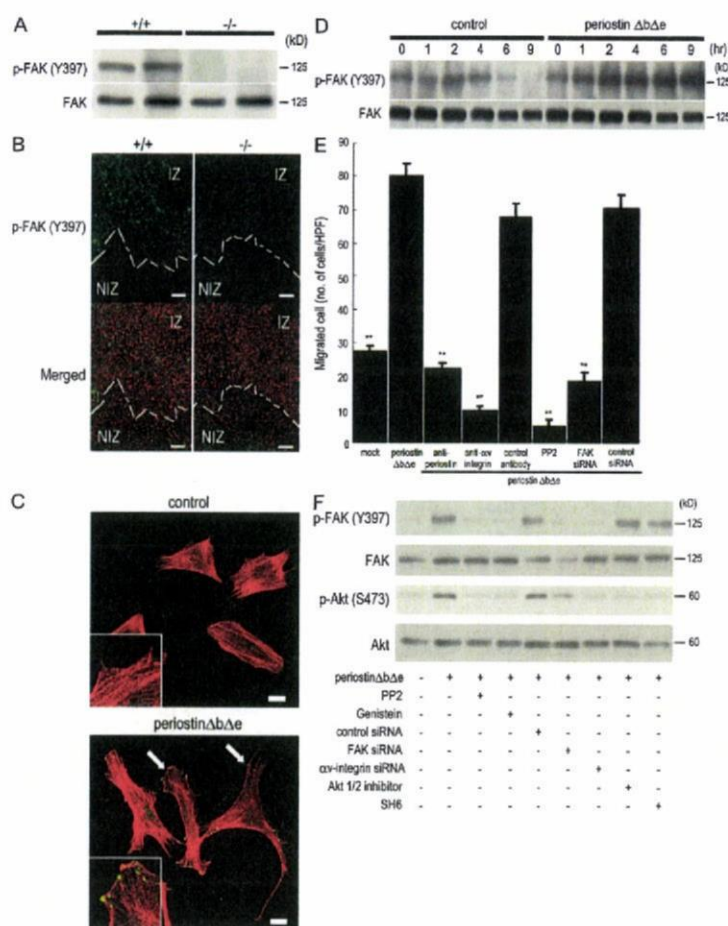 A
+/+ -/-
(kD)
p-FAK (Y397)
125
FAK
125
B
+/+ -/-
IZ IZ
p-FAK (Y397)
NIZ NIZ
IZ IZ
Merged
NIZ NIZ
C
control
periostinΔbΔe
D
control periostin ΔbΔe
0 1 2 4 6 9 0 1 2 4 6 9 (hr)
(kD)
p-FAK (Y397)
125
FAK
125
E
Migrated cell (no. of cells/HPF)
90
80
70
60
50
40
30
20
10
0
** ** ** ** **
mock
periostin ΔbΔe
anti-periostin
anti-αv integrin
control antibody
PP2
FAK siRNA
control siRNA
periostin ΔbΔe
F
(kD)
p-FAK (Y397)
125
FAK
125
p-Akt (S473)
60
Akt
60
periostinΔbΔe - + + + + + + + +
PP2 - - + - - - - - -
Genistein - - - + - - - - -
control siRNA - - - - + - - - -
FAK siRNA - - - - - + - - -
αv-integrin siRNA - - - - - - + - -
Akt 1/2 inhibitor - - - - - - - + -
SH6 - - - - - - - - +